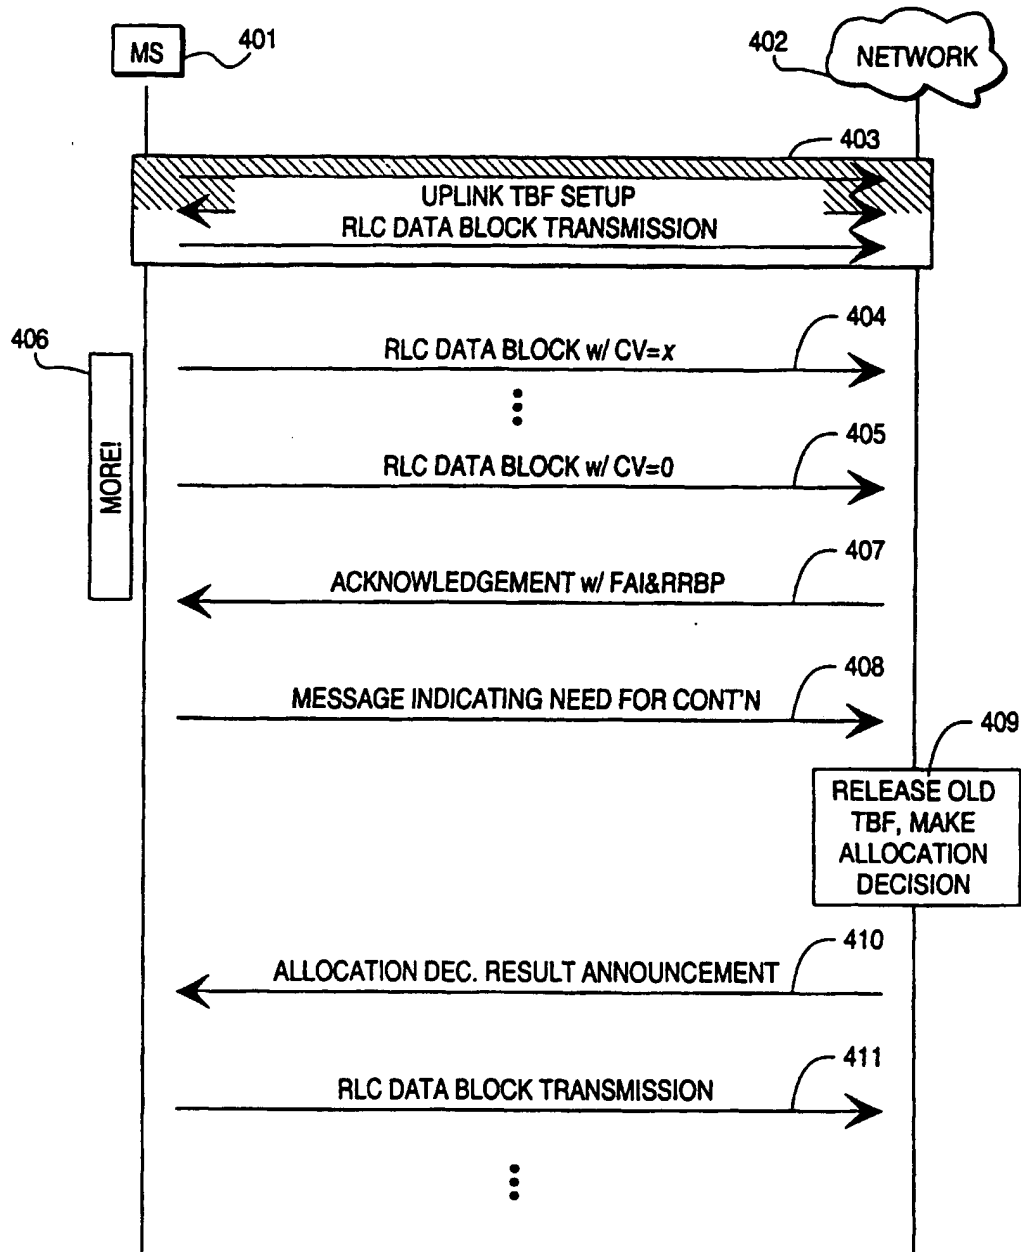 MS
401
402
NETWORK
403
UPLINK TBF SETUP
RLC DATA BLOCK TRANSMISSION
404
406
RLC DATA BLOCK w/ CV=x
MORE!
405
RLC DATA BLOCK w/ CV=0
407
ACKNOWLEDGEMENT w/ FAI&RRBP
408
MESSAGE INDICATING NEED FOR CONT'N
409
RELEASE OLD
TBF, MAKE
ALLOCATION
DECISION
410
ALLOCATION DEC. RESULT ANNOUNCEMENT
411
RLC DATA BLOCK TRANSMISSION